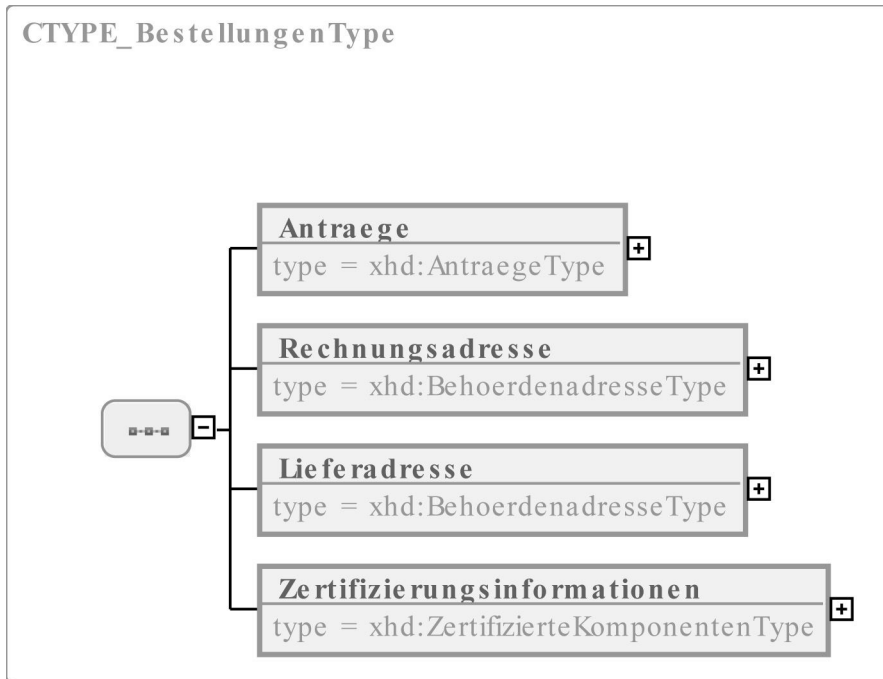 CTYPE_BestellungenType
Antraege
type = xhd:AntraegeType
Rechnungsadresse
type = xhd:BehoerdenadresseType
Lieferadresse
type = xhd:BehoerdenadresseType
Zertifizierungsinformationen
type = xhd:ZertifizierteKomponentenType